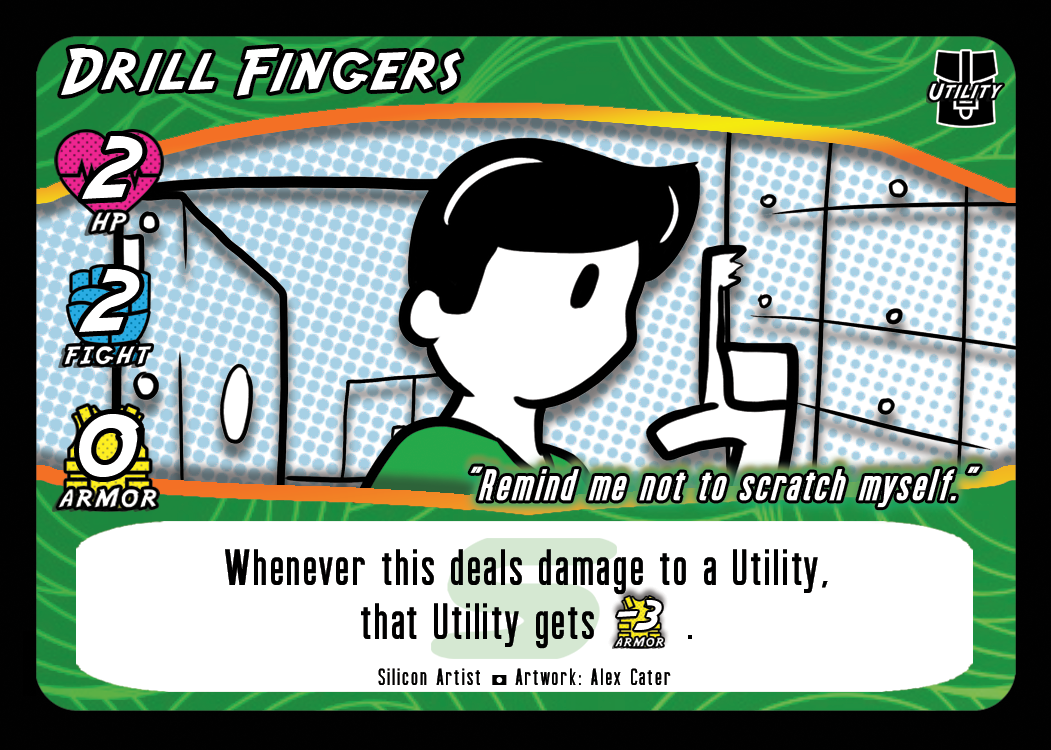 Drill Fingers
Utility
2
HP
2
Fight
0
Armor
"Remind me not to scratch myself."
Whenever this deals damage to a Utility,
that Utility gets -3 Armor .
Silicon Artist Artwork: Alex Cater